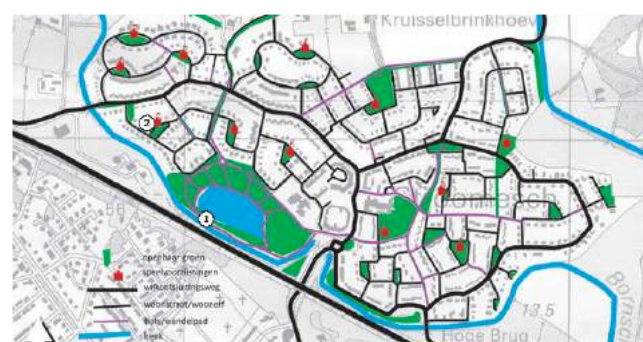 Kruisselbrinkhoev
2
1
openbaar groen
speelvoorzieningen
wijkontsluitingsweg
woonstraat/woonerf
fiets/wandelpad
beek
13.5
Hoge Brug